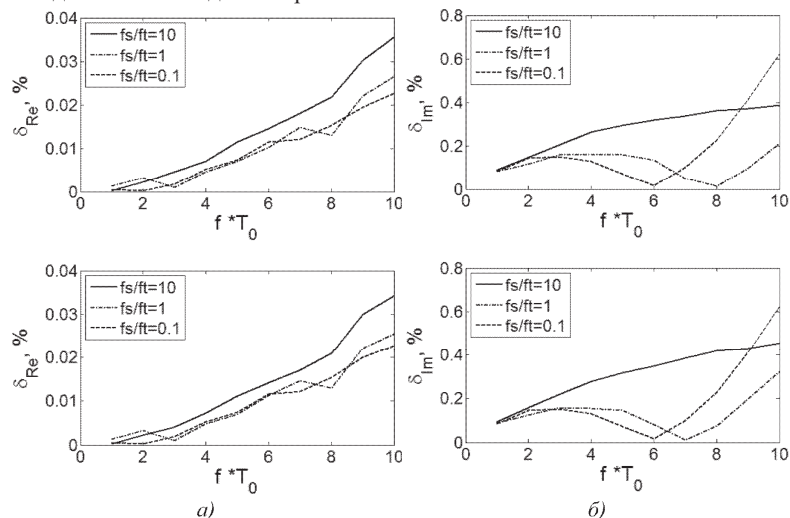 0.04
0.03
0.02
0.01
0
δRe, %
fs/ft=10
fs/ft=1
fs/ft=0.1
0 2 4 6 8 10
f *T0
0.8
0.6
0.4
0.2
0
δIm, %
fs/ft=10
fs/ft=1
fs/ft=0.1
0 2 4 6 8 10
f *T0
0.04
0.03
0.02
0.01
0
δRe, %
fs/ft=10
fs/ft=1
fs/ft=0.1
0 2 4 6 8 10
f *T0
а)
0.8
0.6
0.4
0.2
0
δIm, %
fs/ft=10
fs/ft=1
fs/ft=0.1
0 2 4 6 8 10
f *T0
б)